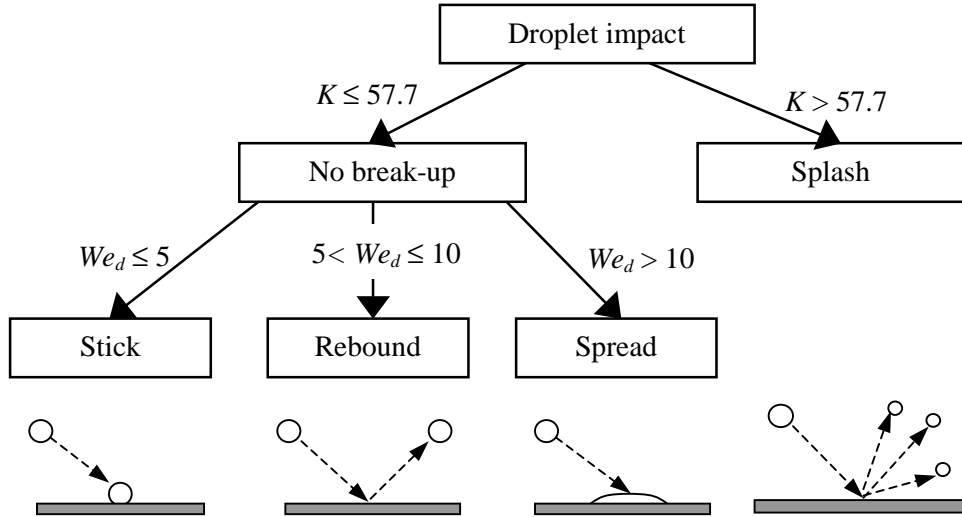 Droplet impact
K ≤ 57.7
K > 57.7
No break-up
Splash
We_d ≤ 5
5< We_d ≤ 10
We_d > 10
Stick
Rebound
Spread